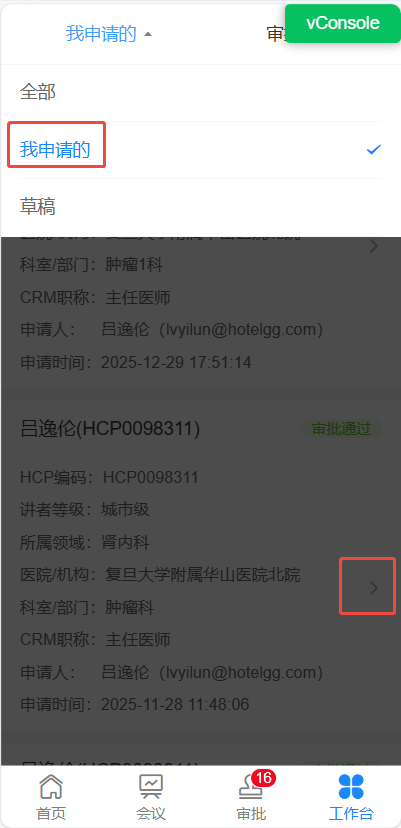 我申请的
vConsole
全部
我申请的
草稿
科室/部门：肿瘤1科
CRM职称：主任医师
申请人： 吕逸伦（lvyilun@hotelgg.com）
申请时间：2025-12-29 17:51:14
吕逸伦(HCP0098311)
审批通过
HCP编码：HCP0098311
讲者等级：城市级
所属领域：肾内科
医院/机构：复旦大学附属华山医院北院
科室/部门：肿瘤科
CRM职称：主任医师
申请人： 吕逸伦（lvyilun@hotelgg.com）
申请时间：2025-11-28 11:48:06
首页
会议
16
审批
工作台